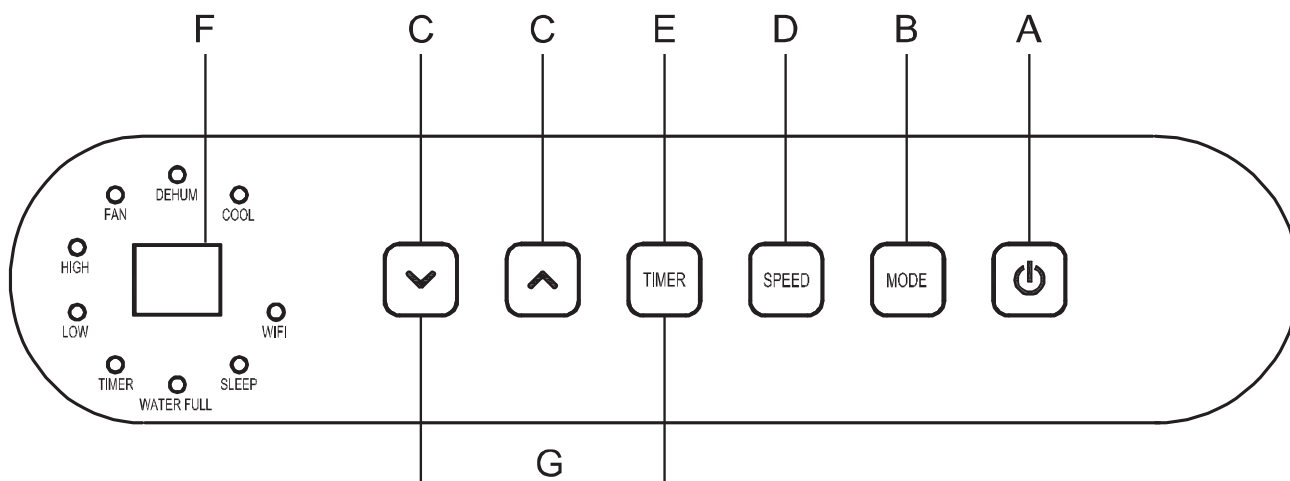 F C C E D B A
DEHUM
FAN COOL
HIGH
TIMER SPEED MODE
LOW WIFI
TIMER SLEEP
WATER FULL
G